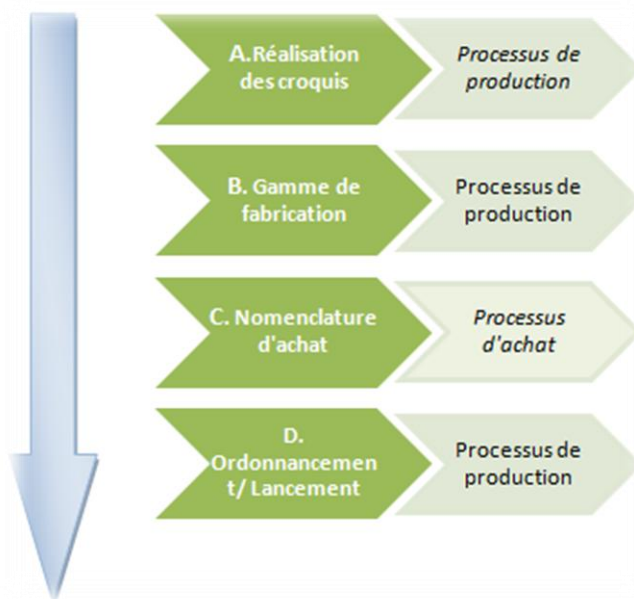 A.Réalisation
des croquis
Processus de
production
B. Gamme de
fabrication
Processus de
production
C. Nomenclature
d'achat
Processus
d'achat
D.
Ordonnancemen
t/ Lancement
Processus de
production